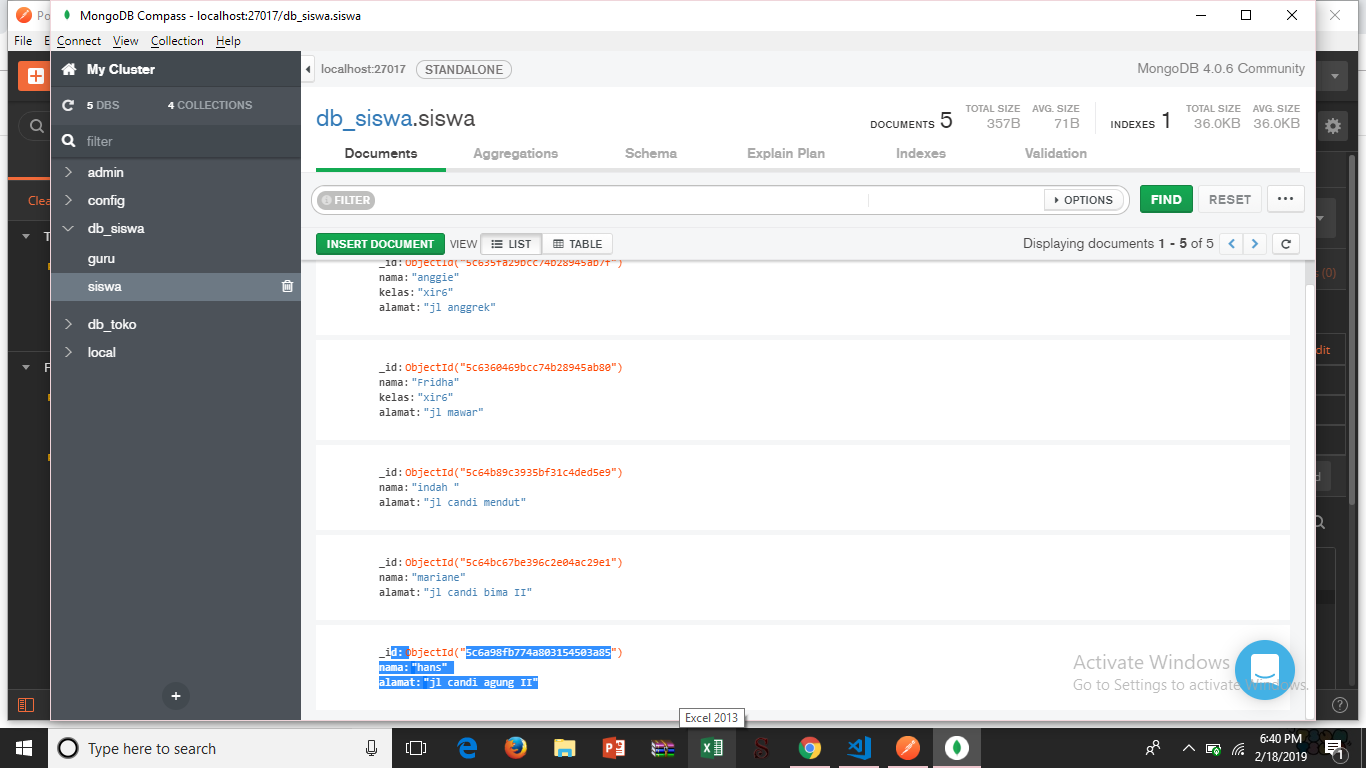 MongoDB Compass - localhost:27017/db_siswa.siswa
File
Connect View Collection Help
My Cluster
5 DBS 4 COLLECTIONS
filter
admin
config
db_siswa
guru
siswa
db_toko
local
localhost:27017 STANDALONE MongoDB 4.0.6 Community
db_siswa.siswa
DOCUMENTS 5 TOTAL SIZE 357B AVG. SIZE 71B INDEXES 1 TOTAL SIZE 36.0KB AVG. SIZE 36.0KB
Documents Aggregations Schema Explain Plan Indexes Validation
FILTER OPTIONS FIND RESET ...
INSERT DOCUMENT VIEW LIST TABLE Displaying documents 1 - 5 of 5
_id: ObjectId("5c635fa29bcc74b28945ab7f")
nama: "anggie"
kelas: "xir6"
alamat: "jl anggrek"
_id: ObjectId("5c6360469bcc74b28945ab80")
nama: "Fridha"
kelas: "xir6"
alamat: "jl mawar"
_id: ObjectId("5c64b89c3935bf31c4ded5e9")
nama: "indah "
alamat: "jl candi mendut"
_id: ObjectId("5c64bc67be396c2e04ac29e1")
nama: "mariane"
alamat: "jl candi bima II"
_id: ObjectId("5c6a98fb774a803154503a85")
nama: "hans"
alamat: "jl candi agung II"
Activate Windows
Go to Settings to activate Windows.
Excel 2013
Type here to search
6:40 PM
2/18/2019
1